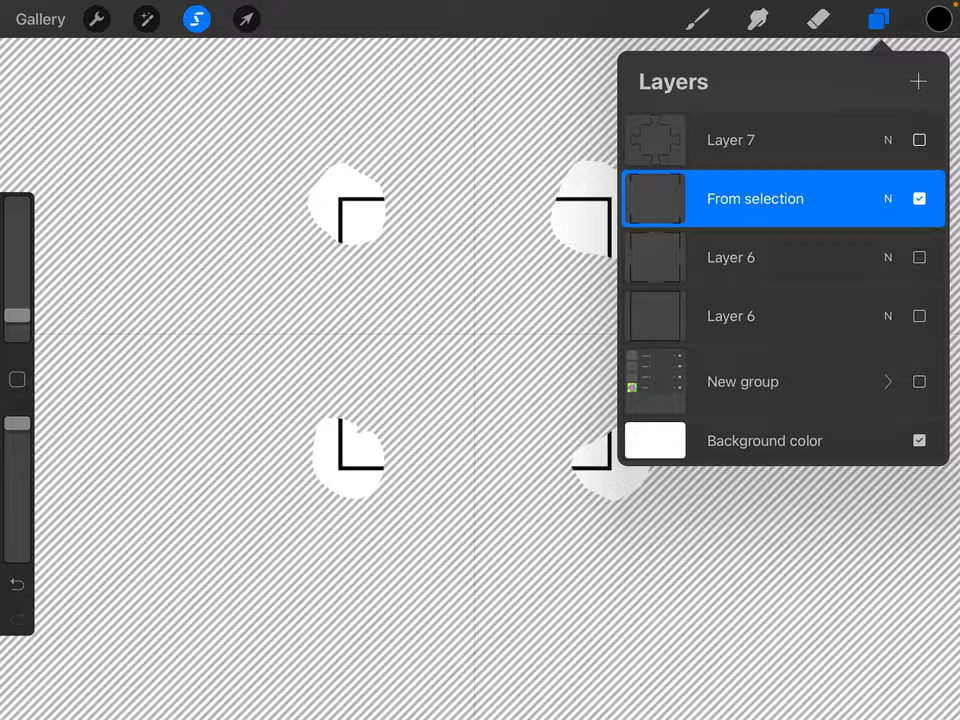 Gallery
Layers
Layer 7 N
From selection N
Layer 6 N
Layer 6 N
New group
Background color